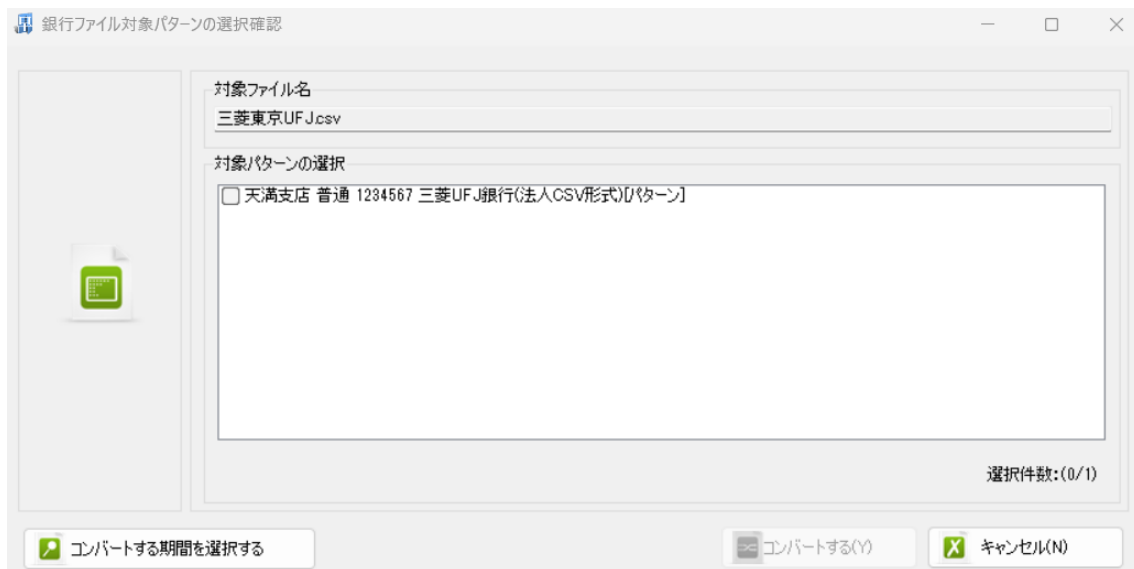 銀行ファイル対象パターンの選択確認
対象ファイル名
三菱東京UFJ.csv
対象パターンの選択
天満支店 普通 1234567 三菱UFJ銀行(法人CSV形式)[パターン]
選択件数:(0/1)
コンバートする期間を選択する
コンバートする(Y)
キャンセル(N)